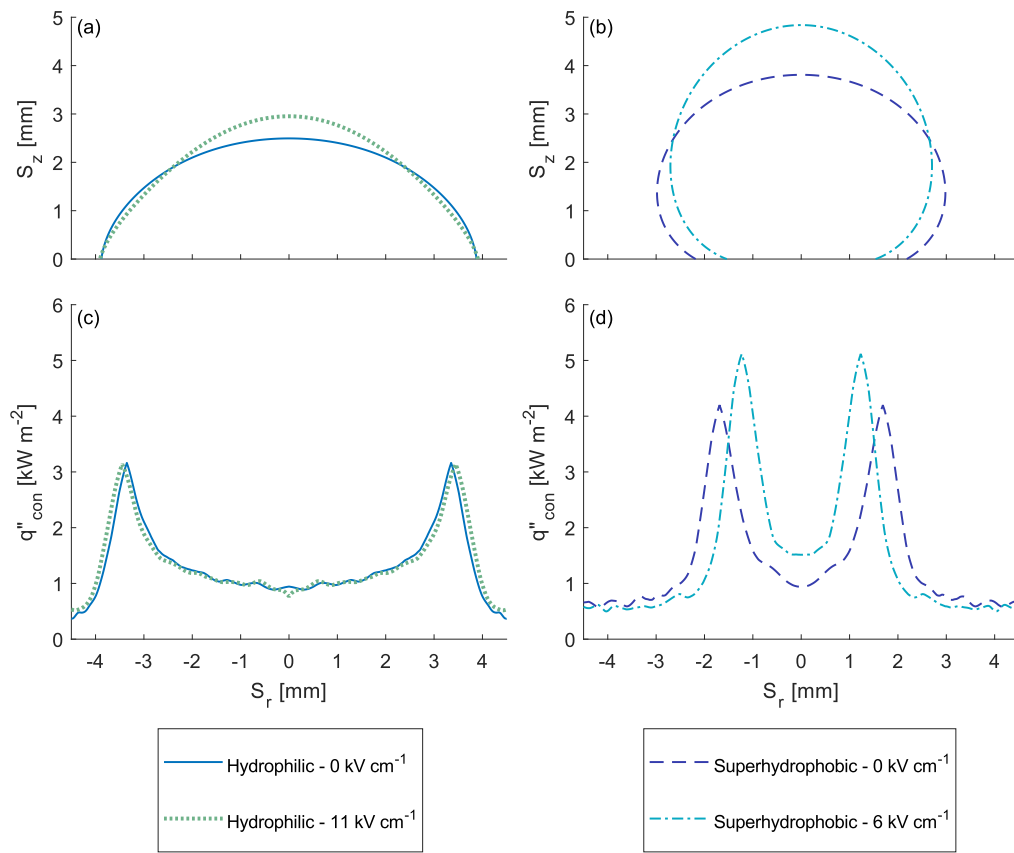 (a)
5
4
3
2
1
0
S_z [mm]
(b)
5
4
3
2
1
0
S_z [mm]
(c)
6
5
4
3
2
1
0
q"_con [kW m^-2]
-4 -3 -2 -1 0 1 2 3 4
S_r [mm]
(d)
6
5
4
3
2
1
0
q"_con [kW m^-2]
-4 -3 -2 -1 0 1 2 3 4
S_r [mm]
Hydrophilic - 0 kV cm^-1
Hydrophilic - 11 kV cm^-1
Superhydrophobic - 0 kV cm^-1
Superhydrophobic - 6 kV cm^-1